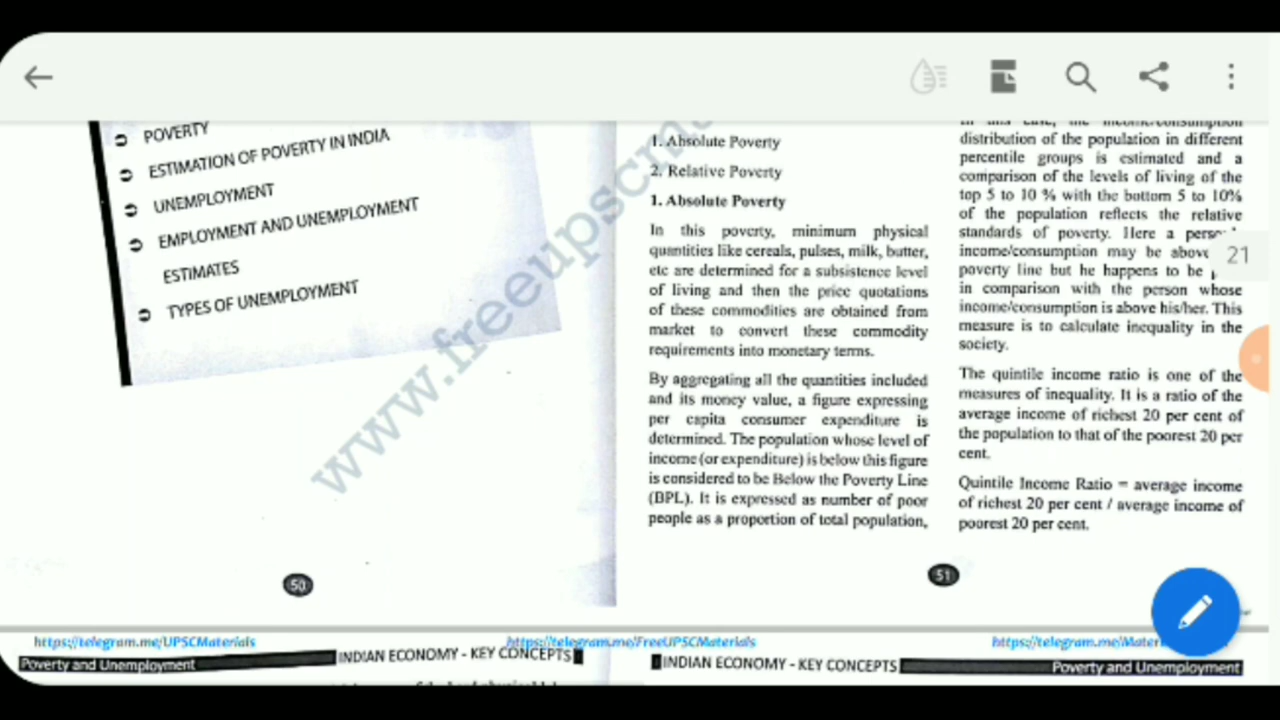 POVERTY
ESTIMATION OF POVERTY IN INDIA
UNEMPLOYMENT
EMPLOYMENT AND UNEMPLOYMENT
ESTIMATES
TYPES OF UNEMPLOYMENT
50
1. Absolute Poverty
2. Relative Poverty
1. Absolute Poverty
In this poverty, minimum physical
quantities like cereals, pulses, milk, butter,
etc are determined for a subsistence level
of living and then the price quotations
of these commodities are obtained from
market to convert these commodity
requirements into monetary terms.
By aggregating all the quantities included
and its money value, a figure expressing
per capita consumer expenditure is
determined. The population whose level of
income (or expenditure) is below this figure
is considered to be Below the Poverty Line
(BPL). It is expressed as number of poor
people as a proportion of total population,
In this case, the income/consumption
distribution of the population in different
percentile groups is estimated and a
comparison of the levels of living of the
top 5 to 10 % with the bottom 5 to 10%
of the population reflects the relative
standards of poverty. Here a
income/consumption may be above
poverty line but he happens to be
in comparison with the person whose
income/consumption is above his/her. This
measure is to calculate inequality in the
society.
The quintile income ratio is one of the
measures of inequality. It is a ratio of the
average income of richest 20 per cent of
the population to that of the poorest 20 per
cent.
Quintile Income Ratio = average income
of richest 20 per cent / average income of
poorest 20 per cent.
51
21
www.freeupscm
https://telegram.me/UPSCMaterials
https://telegram.me/FreeUPSCMaterials
https://telegram.me/Mater
Poverty and Unemployment
INDIAN ECONOMY - KEY CONCEPTS
INDIAN ECONOMY - KEY CONCEPTS
Poverty and Unemployment